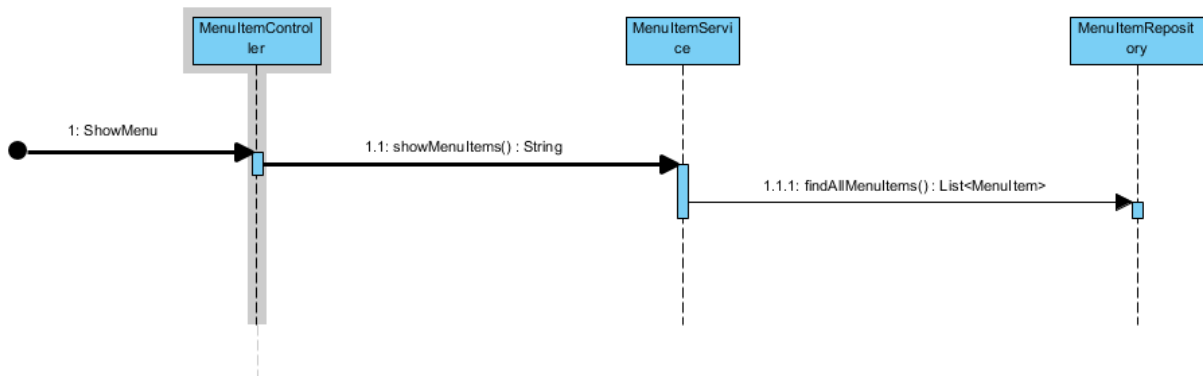 MenuItemControl
ler
MenuItemServi
ce
MenuItemReposit
ory
1: ShowMenu
1.1: showMenuItems() : String
1.1.1: findAllMenuItems() : List<MenuItem>